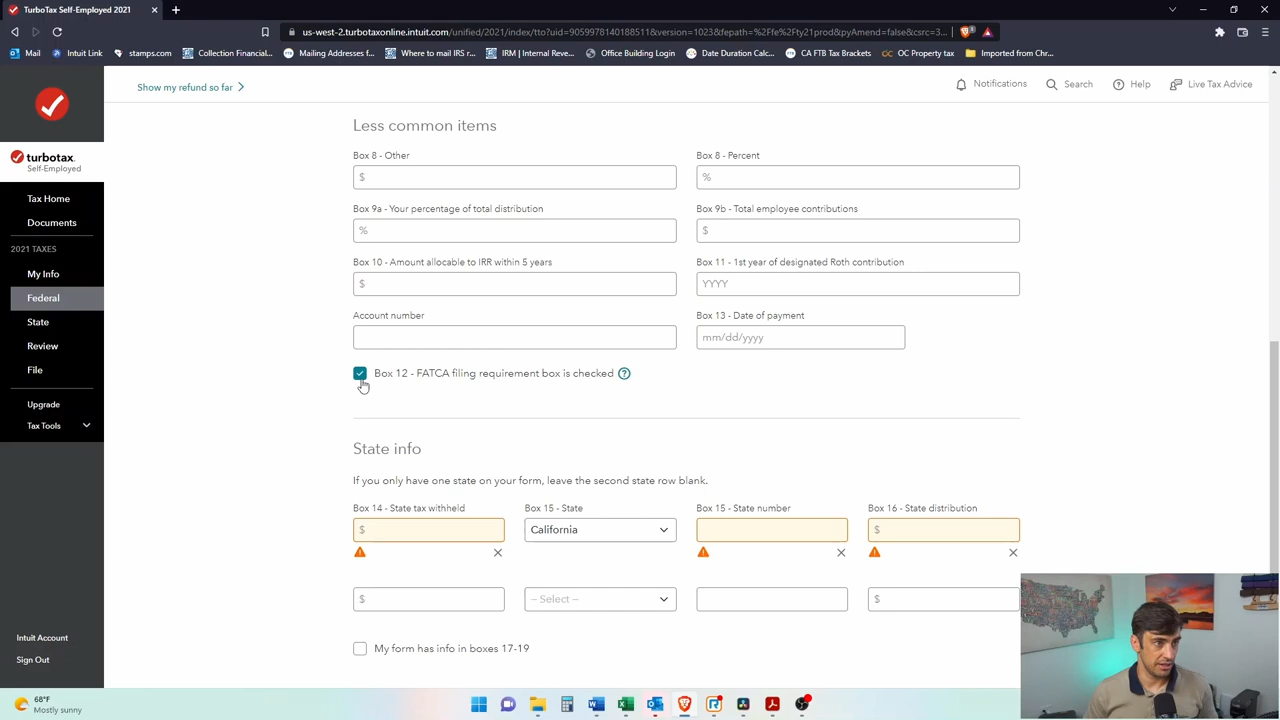 TurboTax Self-Employed 2021
us-west-2.turbotaxonline.intuit.com/unified/2021/index/tto?uid=9059978140188511&version=1023&fepath=%2Ffe%2Fty21prod&pyAmend=false&csrc=3...
Mail
Intuit Link
stamps.com
Collection Financial...
Mailing Addresses f...
Where to mail IRS r...
IRM | Internal Reve...
Office Building Login
Date Duration Calc...
CA FTB Tax Brackets
OC Property tax
Imported from Chr...
Show my refund so far
Notifications
Search
Help
Live Tax Advice
turbotax
Self-Employed
Tax Home
Documents
2021 TAXES
My Info
Federal
State
Review
File
Upgrade
Tax Tools
Intuit Account
Sign Out
Less common items
Box 8 - Other
Box 8 - Percent
$
%
Box 9a - Your percentage of total distribution
Box 9b - Total employee contributions
%
$
Box 10 - Amount allocable to IRR within 5 years
Box 11 - 1st year of designated Roth contribution
$
YYYY
Account number
Box 13 - Date of payment
mm/dd/yyyy
Box 12 - FATCA filing requirement box is checked
State info
If you only have one state on your form, leave the second state row blank.
Box 14 - State tax withheld
Box 15 - State
Box 15 - State number
Box 16 - State distribution
$
California
$
$
-- Select --
$
My form has info in boxes 17-19
68°F
Mostly sunny